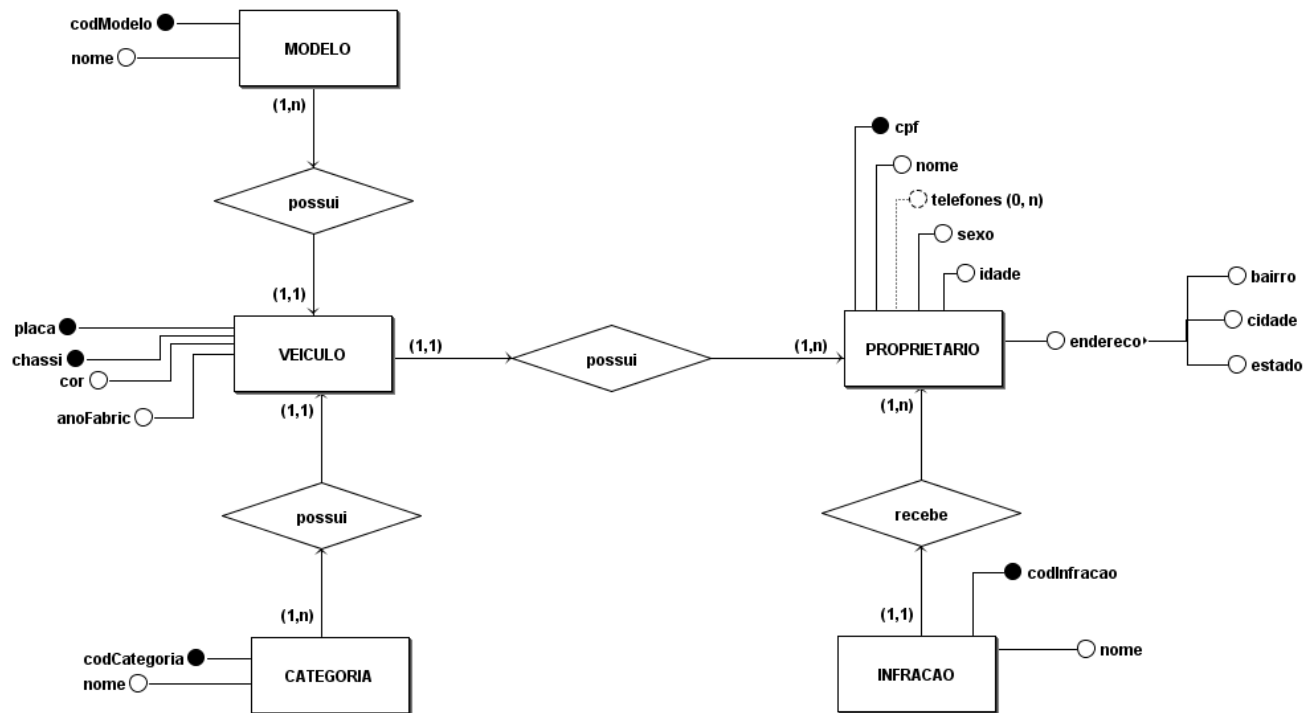 codModelo
nome
MODELO
(1,n)
possui
(1,1)
placa
chassi
cor
anoFabric
VEICULO
(1,1)
possui
(1,n)
cpf
nome
telefones (0, n)
sexo
idade
PROPRIETARIO
endereco
bairro
cidade
estado
(1,1)
possui
(1,n)
codCategoria
nome
CATEGORIA
(1,n)
recebe
(1,1)
codInfracao
INFRACAO
nome